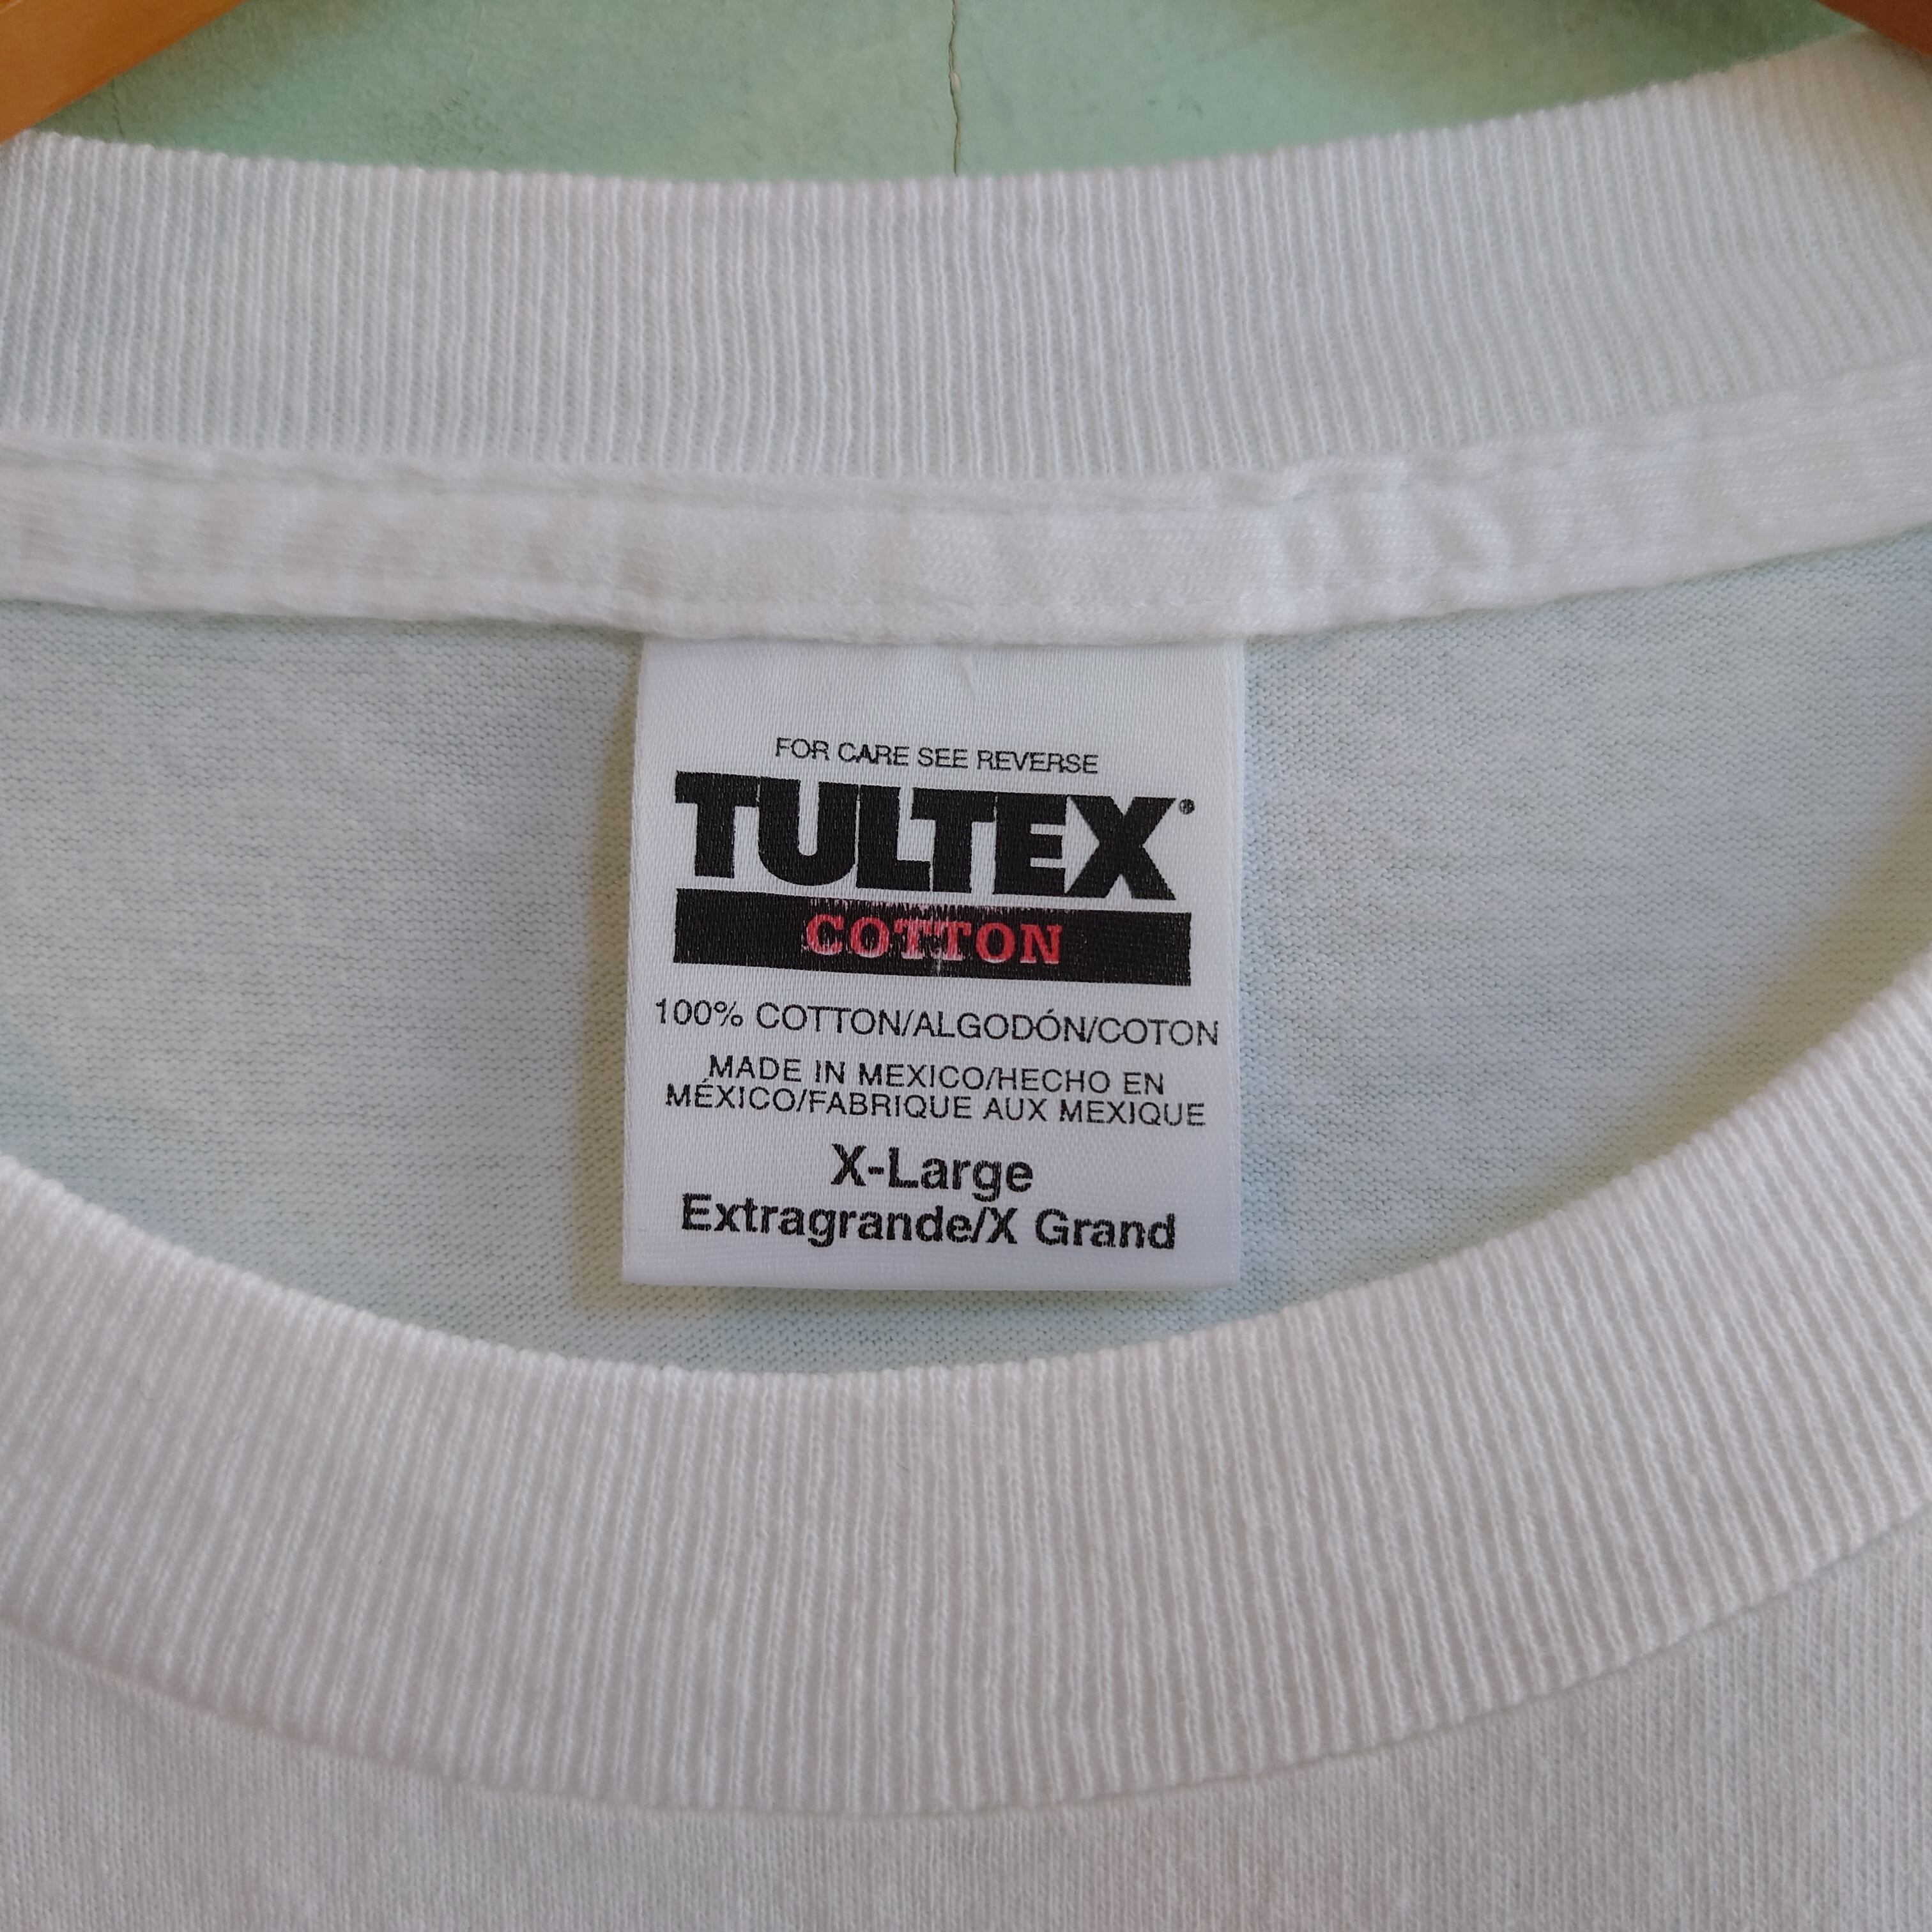 FOR CARE SEE REVERSE
TULTEX®
COTTON
100% COTTON/ALGODÓN/COTON
MADE IN MEXICO/HECHO EN
MÉXICO/FABRIQUE AUX MEXIQUE
X-Large
Extragrande/X Grand